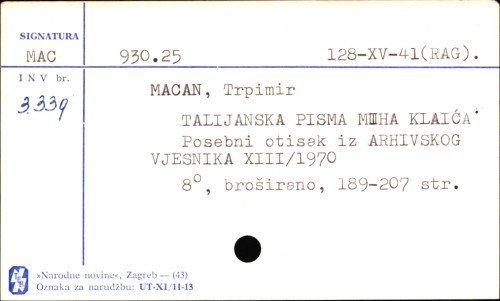 SIGNATURA
MAC 930.25 128-XV-41(RAG).
I N V br.
3.339
MACAN, Trpimir
TALIJANSKA PISMA MIHA KLAIĆA
Posebni otisak iz ARHIVSKOG
VJESNIKA XIII/1970
8°, broširano, 189-207 str.
»Narodne novine«, Zagreb — (43)
Oznaka za narudžbu: UT-XI/11-13